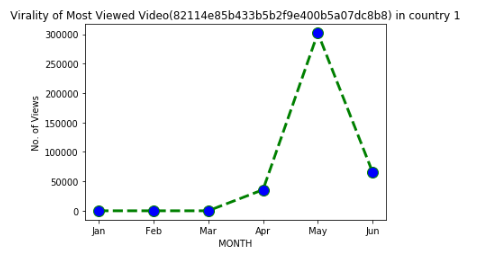 Virality of Most Viewed Video(82114e85b433b5b2f9e400b5a07dc8b8) in country 1
300000
250000
200000
150000
100000
50000
0
No. of Views
Jan Feb Mar Apr May Jun
MONTH